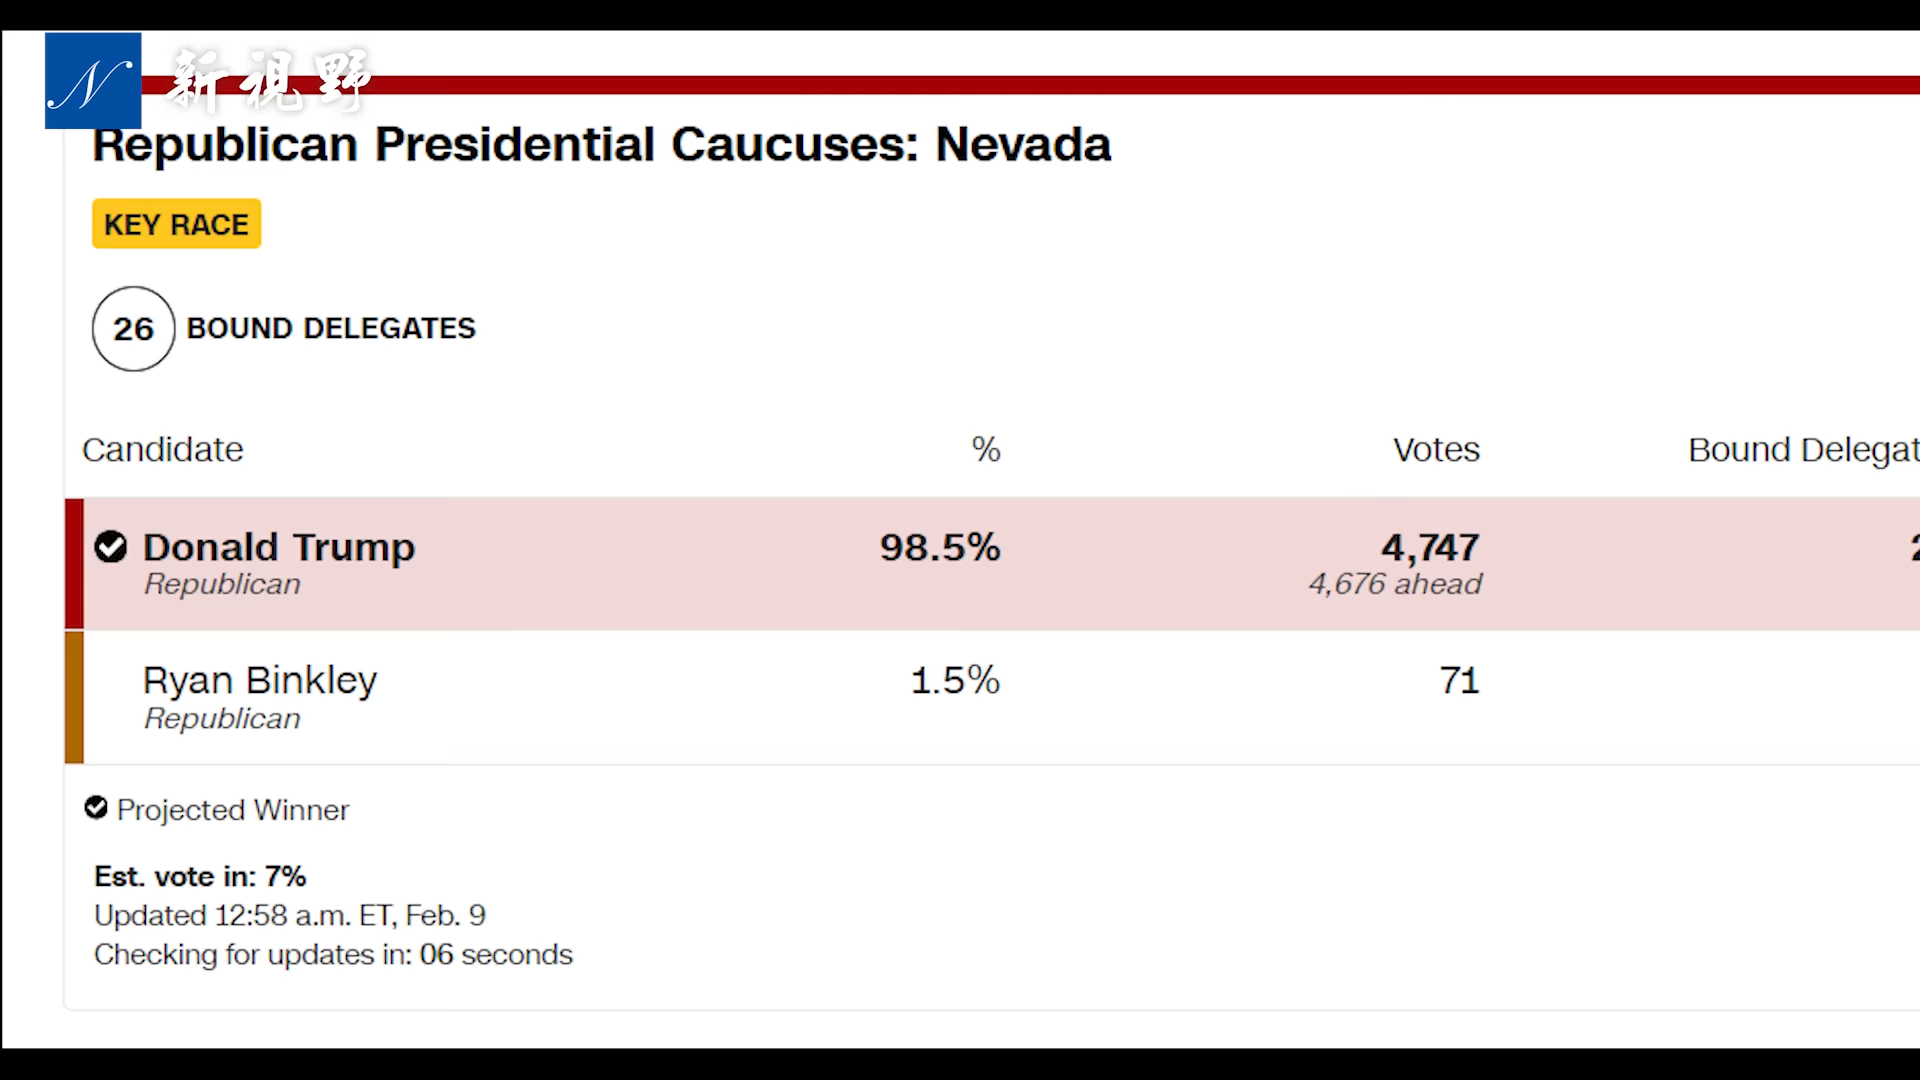 N 新視野
Republican Presidential Caucuses: Nevada
KEY RACE
26 BOUND DELEGATES
Candidate % Votes Bound Delegat
Donald Trump 98.5% 4,747 2
Republican 4,676 ahead
Ryan Binkley 1.5% 71
Republican
Projected Winner
Est. vote in: 7%
Updated 12:58 a.m. ET, Feb. 9
Checking for updates in: 06 seconds